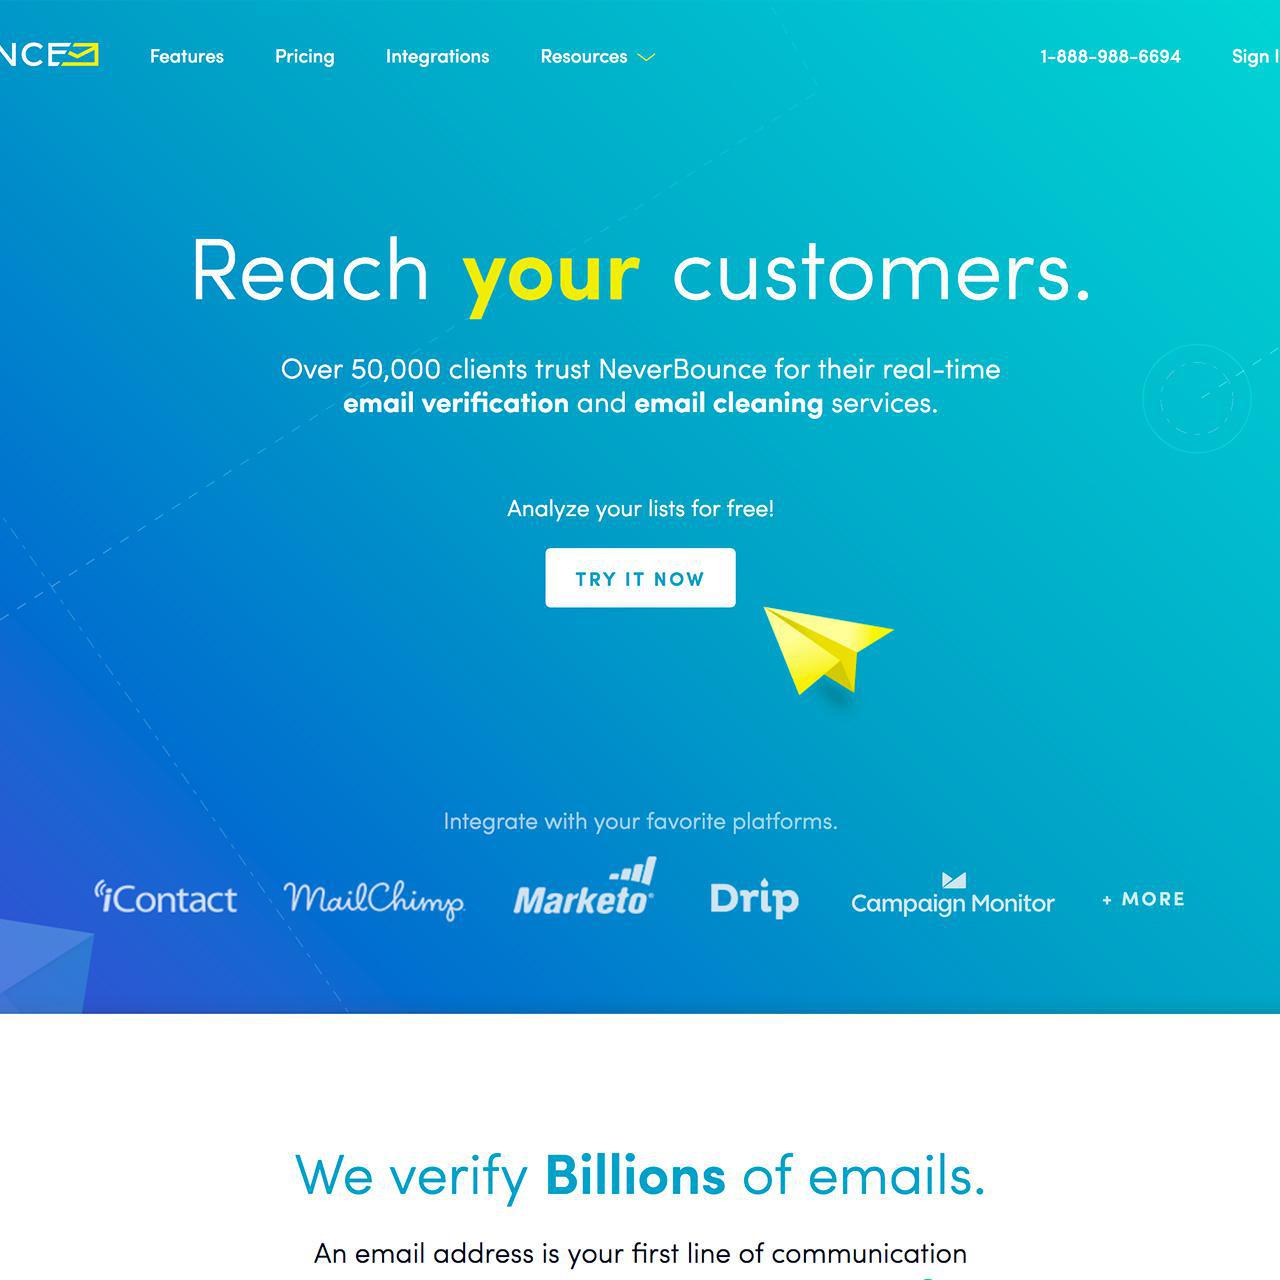 NCE
Features Pricing Integrations Resources 1-888-988-6694 Sign I
Reach your customers.
Over 50,000 clients trust NeverBounce for their real-time
email verification and email cleaning services.
Analyze your lists for free!
TRY IT NOW
Integrate with your favorite platforms.
iContact MailChimp Marketo Drip Campaign Monitor + MORE
We verify Billions of emails.
An email address is your first line of communication